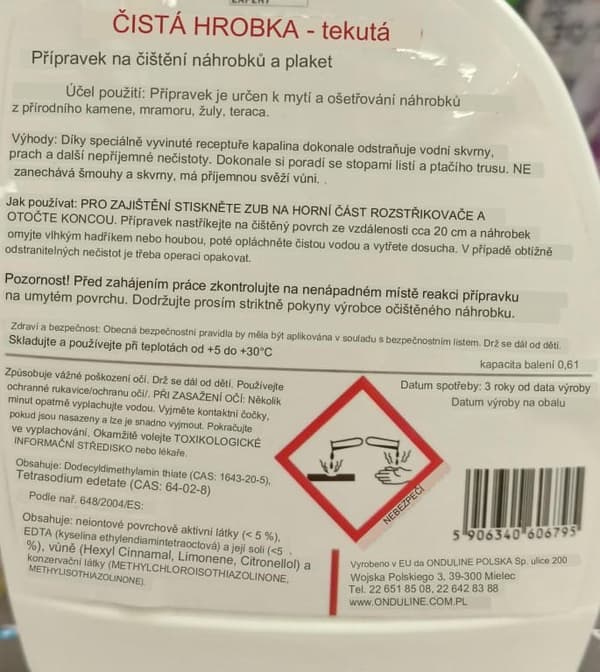 EXPERT
ČISTÁ HROBKA - tekutá
Přípravek na čištění náhrobků a plaket
Účel použití: Přípravek je určen k mytí a ošetřování náhrobků
z přírodního kamene, mramoru, žuly, teraca.
Výhody: Díky speciálně vyvinuté receptuře kapalina dokonale odstraňuje vodní skvrny,
prach a další nepříjemné nečistoty. Dokonale si poradí se stopami listí a ptačího trusu. NE
zanechává šmouhy a skvrny, má příjemnou svěží vůni. .
Jak používat: PRO ZAJIŠTĚNÍ STISKNĚTE ZUB NA HORNÍ ČÁST ROZSTŘIKOVAČE A
OTOČTE KONCOU. Přípravek nastříkejte na čištěný povrch ze vzdálenosti cca 20 cm a náhrobek
omyjte vlhkým hadříkem nebo houbou, poté opláchněte čistou vodou a vytřete dosucha. V případě obtížně
odstranitelných nečistot je třeba operaci opakovat.
Pozornost! Před zahájením práce zkontrolujte na nenápadném místě reakci přípravku
na umytém povrchu. Dodržujte prosím striktně pokyny výrobce očištěného náhrobku.
Zdraví a bezpečnost: Obecná bezpečnostní pravidla by měla být aplikována v souladu s bezpečnostním listem. Drž se dál od dětí.
Skladujte a používejte při teplotách od +5 do +30°C
kapacita balení 0,61
Způsobuje vážné poškození očí. Drž se dál od dětí. Používejte
ochranné rukavice/ochranu očí/. PŘI ZASAŽENÍ OČÍ: Několik
minut opatrně vyplachujte vodou. Vyjměte kontaktní čočky,
pokud jsou nasazeny a lze je snadno vyjmout. Pokračujte
ve vyplachování. Okamžitě volejte TOXIKOLOGICKÉ
INFORMAČNÍ STŘEDISKO nebo lékaře.
Datum spotřeby: 3 roky od data výroby
Datum výroby na obalu
NEBEZPEČÍ
Obsahuje: Dodecyldimethylamin thiate (CAS: 1643-20-5),
Tetrasodium edetate (CAS: 64-02-8)
Podle nař. 648/2004/ES:
Obsahuje: neiontové povrchově aktivní látky (< 5 %),
EDTA (kyselina ethylendiamintetraoctová) a její soli (<5
%), vůně (Hexyl Cinnamal, Limonene, Citronellol) a
konzervační látky (METHYLCHLOROISOTHIAZOLINONE,
METHYLISOTHIAZOLINONE).
5 906340 606795
Vyrobeno v EU da ONDULINE POLSKA Sp. ulice 200
Wojska Polskiego 3, 39-300 Mielec
Tel. 22 651 85 08, 22 642 83 88
www.ONDULINE.COM.PL